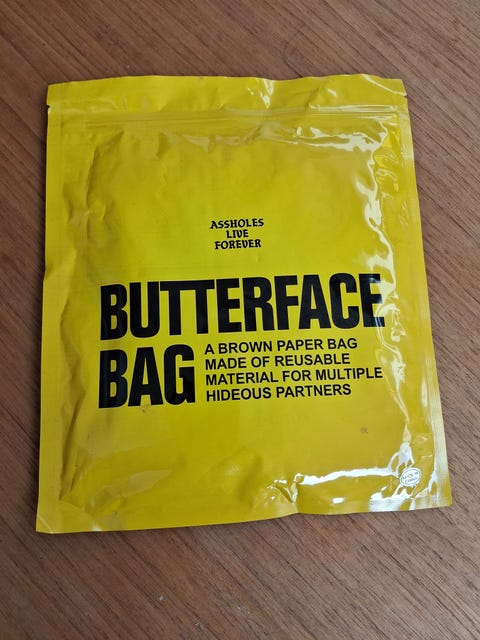 ASSHOLES
LIVE
FOREVER
BUTTERFACE
BAG
A BROWN PAPER BAG
MADE OF REUSABLE
MATERIAL FOR MULTIPLE
HIDEOUS PARTNERS